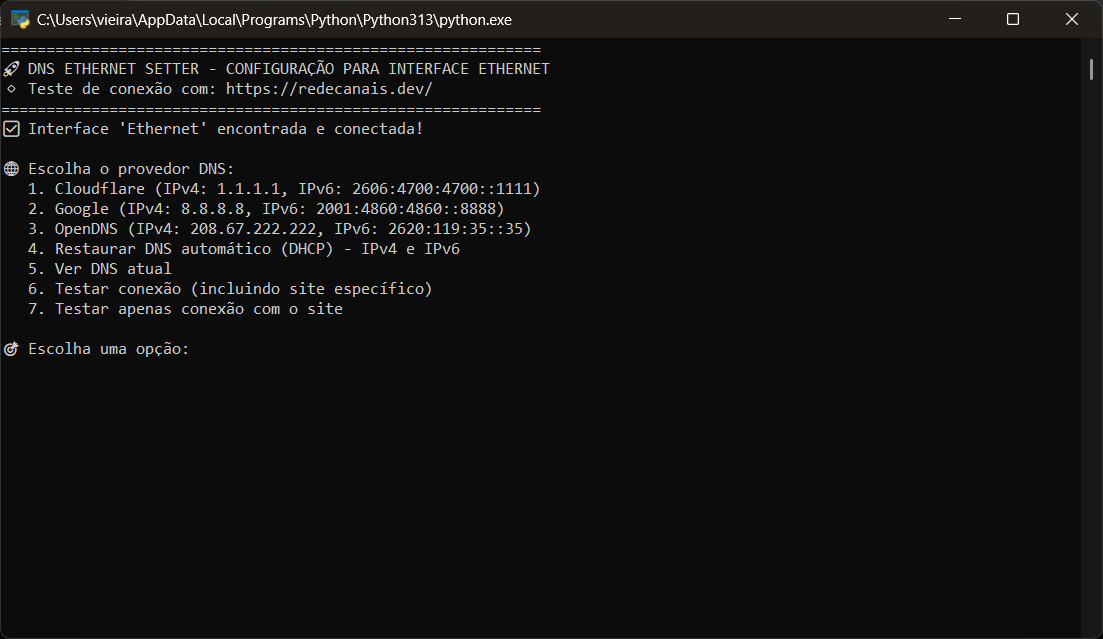 C:\Users\vieira\AppData\Local\Programs\Python\Python313\python.exe
============================================================
🚀 DNS ETHERNET SETTER - CONFIGURAÇÃO PARA INTERFACE ETHERNET
🔹 Teste de conexão com: https://redecanais.dev/
============================================================
✅ Interface 'Ethernet' encontrada e conectada!
🌐 Escolha o provedor DNS:
1. Cloudflare (IPv4: 1.1.1.1, IPv6: 2606:4700:4700::1111)
2. Google (IPv4: 8.8.8.8, IPv6: 2001:4860:4860::8888)
3. OpenDNS (IPv4: 208.67.222.222, IPv6: 2620:119:35::35)
4. Restaurar DNS automático (DHCP) - IPv4 e IPv6
5. Ver DNS atual
6. Testar conexão (incluindo site específico)
7. Testar apenas conexão com o site
🎯 Escolha uma opção: